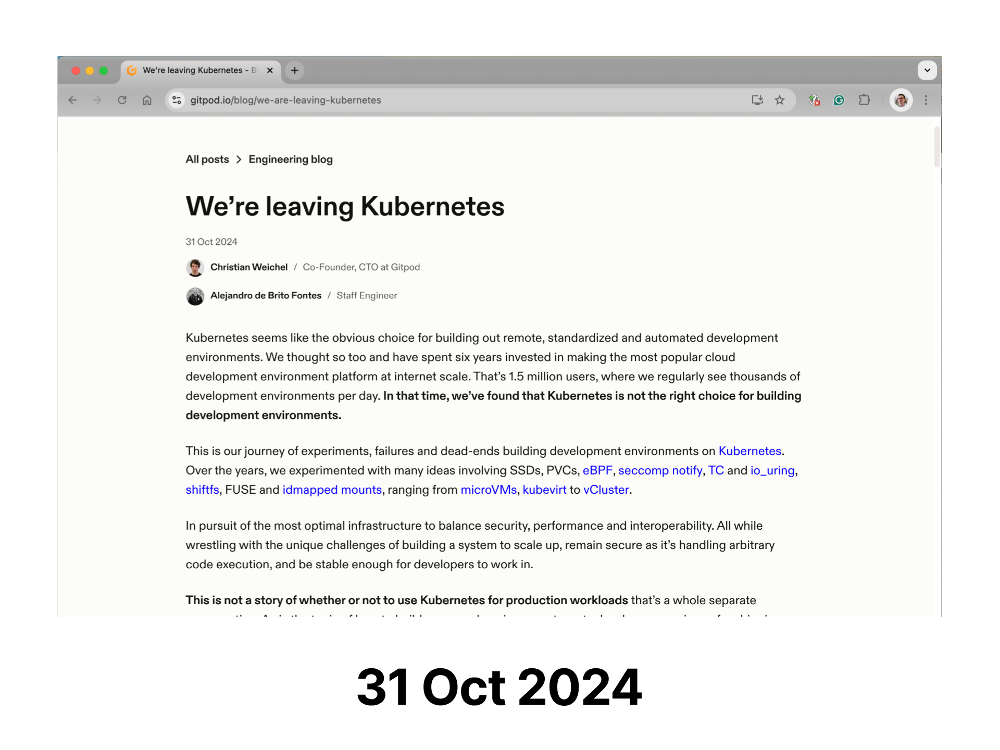 We're leaving Kubernetes - B
gitpod.io/blog/we-are-leaving-kubernetes
All posts > Engineering blog
We're leaving Kubernetes
31 Oct 2024
Christian Weichel / Co-Founder, CTO at Gitpod
Alejandro de Brito Fontes / Staff Engineer
Kubernetes seems like the obvious choice for building out remote, standardized and automated development
environments. We thought so too and have spent six years invested in making the most popular cloud
development environment platform at internet scale. That's 1.5 million users, where we regularly see thousands of
development environments per day. In that time, we've found that Kubernetes is not the right choice for building
development environments.
This is our journey of experiments, failures and dead-ends building development environments on Kubernetes.
Over the years, we experimented with many ideas involving SSDs, PVCs, eBPF, seccomp notify, TC and io_uring,
shiftfs, FUSE and idmapped mounts, ranging from microVMs, kubevirt to vCluster.
In pursuit of the most optimal infrastructure to balance security, performance and interoperability. All while
wrestling with the unique challenges of building a system to scale up, remain secure as it's handling arbitrary
code execution, and be stable enough for developers to work in.
This is not a story of whether or not to use Kubernetes for production workloads that's a whole separate
31 Oct 2024